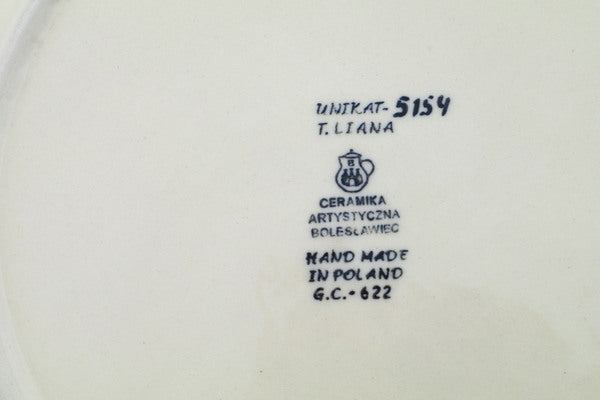 UNIKAT-5154
T.LIANA
B
CERAMIKA
ARTYSTYCZNA
BOLESŁAWIEC
HAND MADE
IN POLAND
G.C.-622